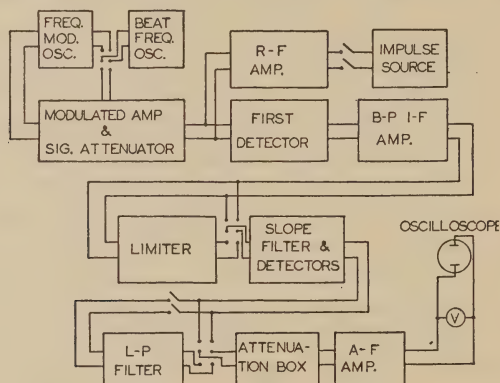 FREQ.
MOD.
OSC.
BEAT
FREQ.
OSC.
R-F
AMP.
IMPULSE
SOURCE
MODULATED AMP
&
SIG. ATTENUATOR
FIRST
DETECTOR
B-P I-F
AMP.
LIMITER
SLOPE
FILTER &
DETECTORS
OSCILLOSCOPE
V
L-P
FILTER
ATTENUA-
TION BOX
A-F
AMP.